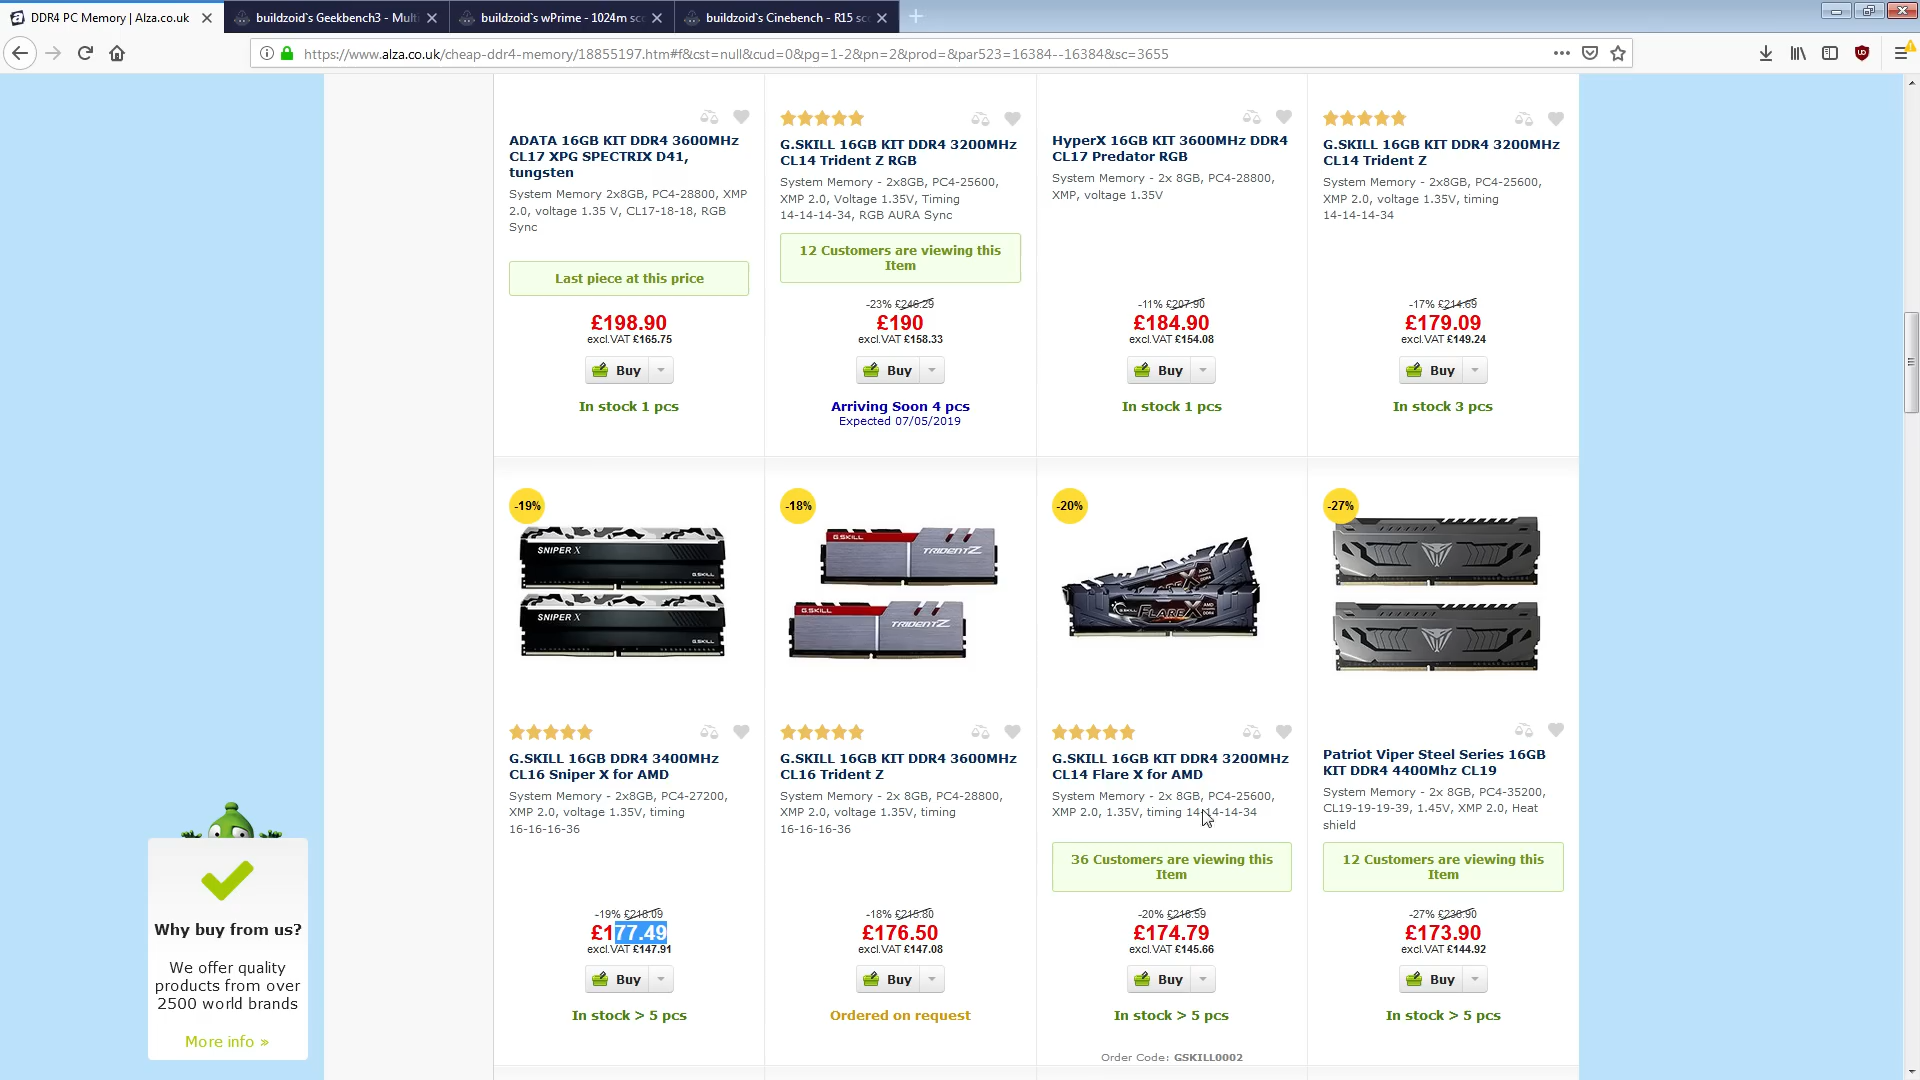 DDR4 PC Memory | Alza.co.uk
buildzoid`s Geekbench3 - Multi
buildzoid`s wPrime - 1024m sc
buildzoid`s Cinebench - R15 sc
https://www.alza.co.uk/cheap-ddr4-memory/18855197.htm#f&cst=null&cud=0&pg=1-2&pn=2&prod=&par523=16384--16384&sc=3655
ADATA 16GB KIT DDR4 3600MHz
CL17 XPG SPECTRIX D41,
tungsten
System Memory 2x8GB, PC4-28800, XMP
2.0, voltage 1.35 V, CL17-18-18, RGB
Sync
Last piece at this price
£198.90
excl.VAT £165.75
Buy
In stock 1 pcs
G.SKILL 16GB KIT DDR4 3200MHz
CL14 Trident Z RGB
System Memory - 2x8GB, PC4-25600,
XMP 2.0, Voltage 1.35V, Timing
14-14-14-34, RGB AURA Sync
12 Customers are viewing this
Item
-23% £246.29
£190
excl.VAT £158.33
Buy
Arriving Soon 4 pcs
Expected 07/05/2019
HyperX 16GB KIT 3600MHz DDR4
CL17 Predator RGB
System Memory - 2x 8GB, PC4-28800,
XMP, voltage 1.35V
-11% £207.90
£184.90
excl.VAT £154.08
Buy
In stock 1 pcs
G.SKILL 16GB KIT DDR4 3200MHz
CL14 Trident Z
System Memory - 2x8GB, PC4-25600,
XMP 2.0, voltage 1.35V, timing
14-14-14-34
-17% £214.69
£179.09
excl.VAT £149.24
Buy
In stock 3 pcs
-19%
SNIPER X
G.SKILL
SNIPER X
G.SKILL
G.SKILL 16GB DDR4 3400MHz
CL16 Sniper X for AMD
System Memory - 2x8GB, PC4-27200,
XMP 2.0, voltage 1.35V, timing
16-16-16-36
-19% £218.09
£177.49
excl.VAT £147.91
Buy
In stock > 5 pcs
-18%
G.SKILL
TRIDENT Z
G.SKILL
TRIDENT Z
G.SKILL 16GB KIT DDR4 3600MHz
CL16 Trident Z
System Memory - 2x 8GB, PC4-28800,
XMP 2.0, voltage 1.35V, timing
16-16-16-36
-18% £215.80
£176.50
excl.VAT £147.08
Buy
Ordered on request
-20%
FLARE X
G.SKILL 16GB KIT DDR4 3200MHz
CL14 Flare X for AMD
System Memory - 2x 8GB, PC4-25600,
XMP 2.0, 1.35V, timing 14-14-14-34
36 Customers are viewing this
Item
-20% £218.59
£174.79
excl.VAT £145.66
Buy
In stock > 5 pcs
Order Code: GSKILL0002
-27%
Patriot Viper Steel Series 16GB
KIT DDR4 4400Mhz CL19
System Memory - 2x 8GB, PC4-35200,
CL19-19-19-39, 1.45V, XMP 2.0, Heat
shield
12 Customers are viewing this
Item
-27% £238.90
£173.90
excl.VAT £144.92
Buy
In stock > 5 pcs
Why buy from us?
We offer quality
products from over
2500 world brands
More info »